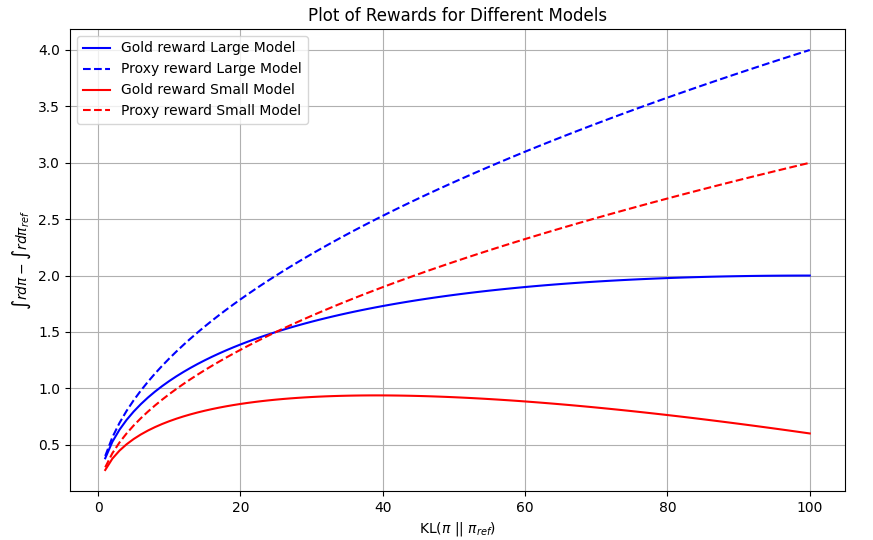 Plot of Rewards for Different Models
Gold reward Large Model
Proxy reward Large Model
Gold reward Small Model
Proxy reward Small Model
4.0
3.5
3.0
2.5
2.0
1.5
1.0
0.5
∫rdπ − ∫rdπ_ref
0 20 40 60 80 100
KL(π || π_ref)